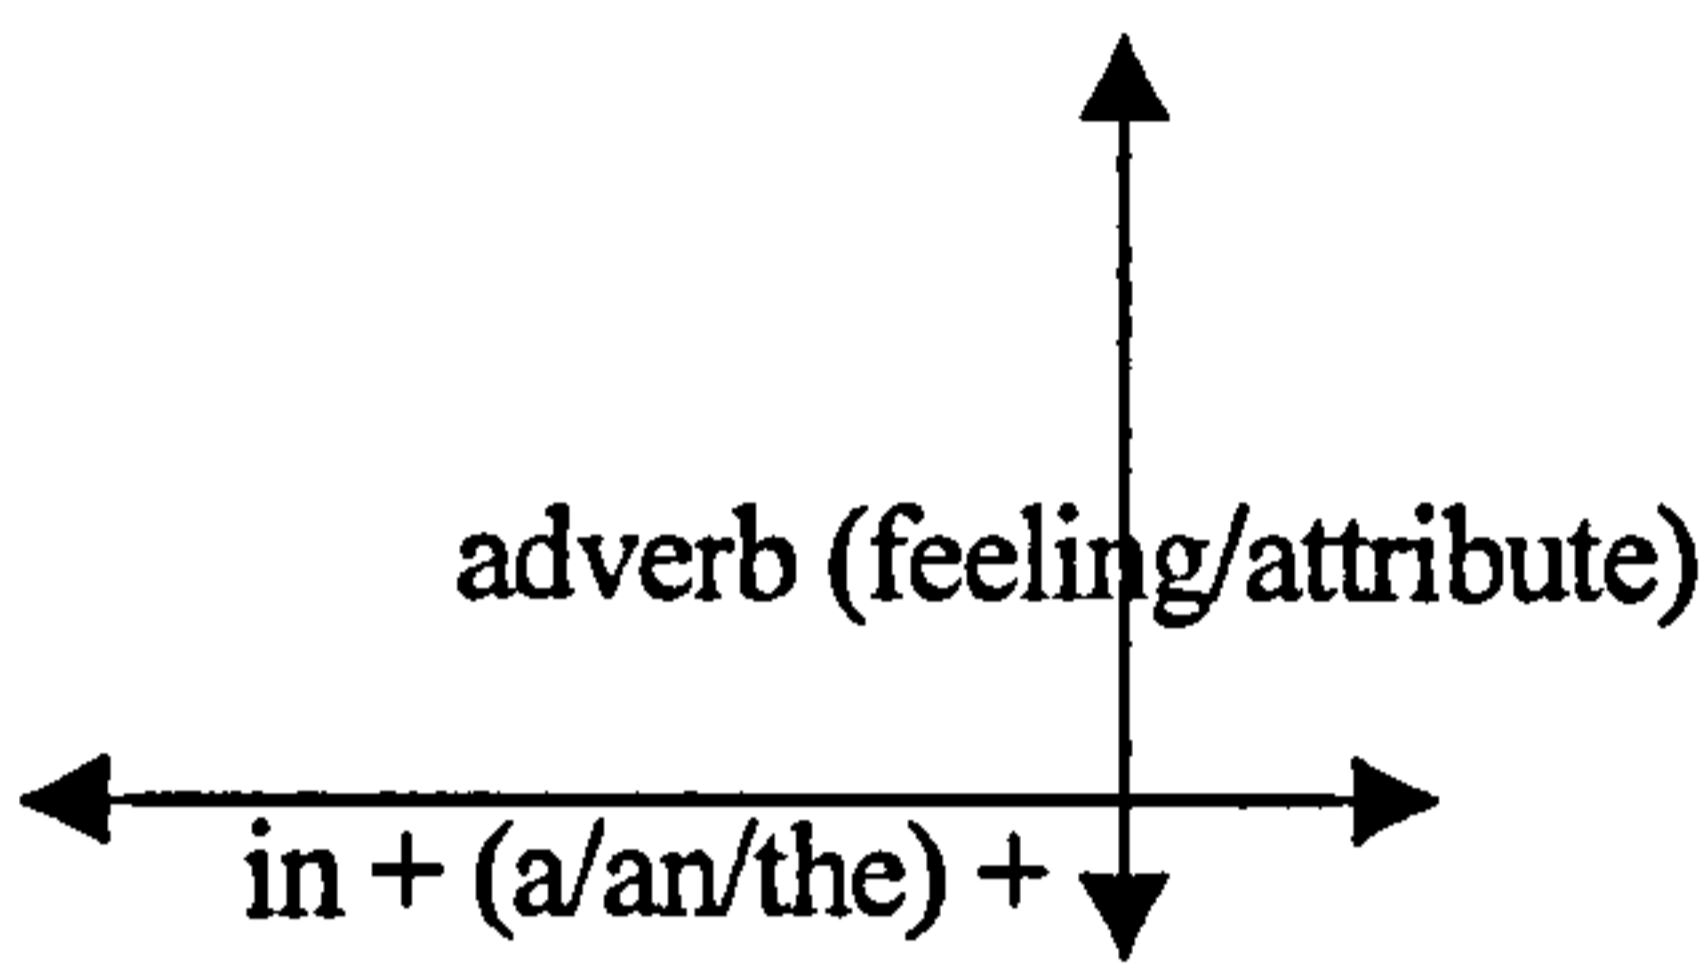 adverb (feeling/attribute)
in + (a/an/the) +